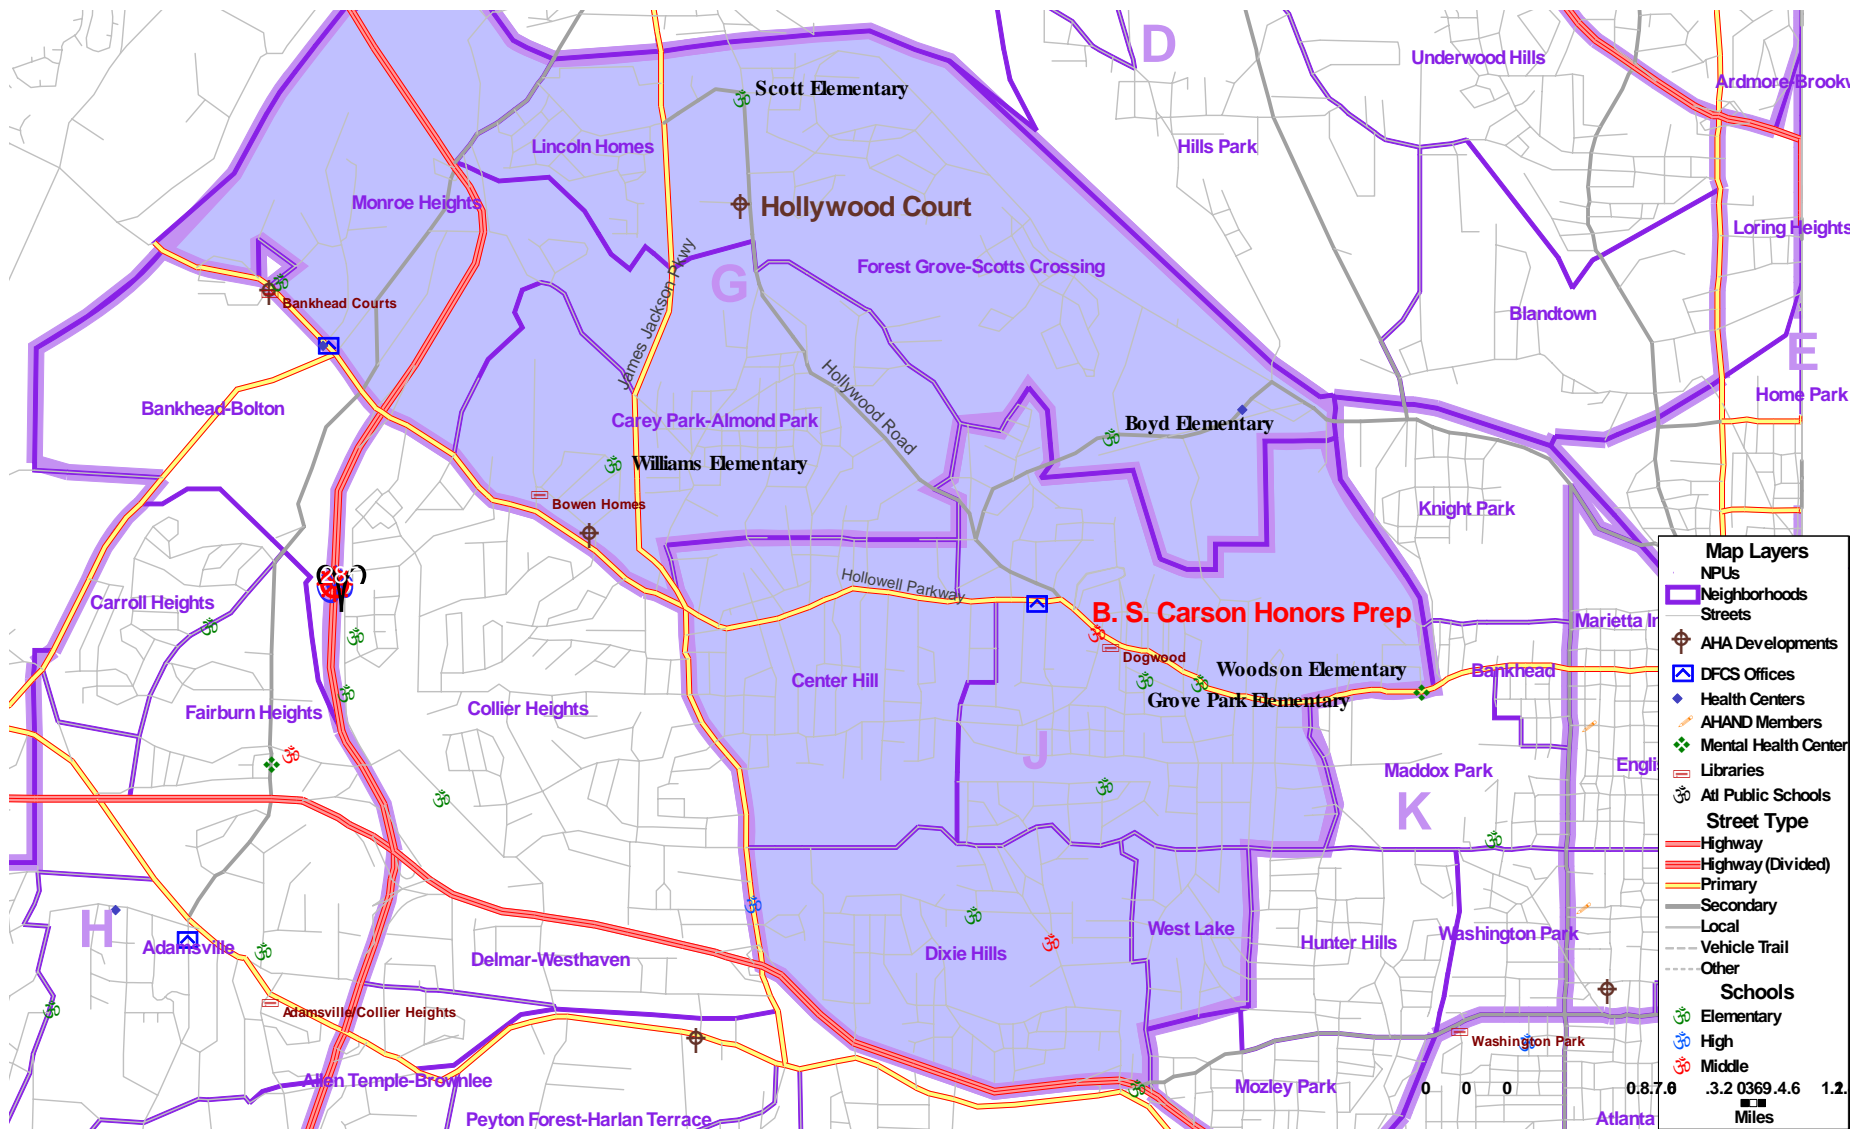 D
Underwood Hills
Ardmore-Brookw
Scott Elementary
Lincoln Homes
Hills Park
Monroe Heights
Hollywood Court
Loring Heights
Forest Grove-Scotts Crossing
G
Bankhead Courts
James Jackson Pkwy
Blandtown
E
Hollywood Road
Home Park
Bankhead-Bolton
Carey Park-Almond Park
Boyd Elementary
Williams Elementary
Bowen Homes
Knight Park
Hollowell Parkway
28
Carroll Heights
B. S. Carson Honors Prep
Marietta In
Dogwood
Woodson Elementary
Bankhead
Center Hill
Grove Park Elementary
Fairburn Heights
Collier Heights
J
Maddox Park
Engli
K
H
Adamsville
Delmar-Westhaven
Dixie Hills
West Lake
Hunter Hills
Washington Park
Adamsville/Collier Heights
Washington Park
Allen Temple-Brownlee
Mozley Park
Peyton Forest-Harlan Terrace
Atlanta
Map Layers
NPUs
Neighborhoods
Streets
AHA Developments
DFCS Offices
Health Centers
AHAND Members
Mental Health Center
Libraries
Atl Public Schools
Street Type
Highway
Highway (Divided)
Primary
Secondary
Local
Vehicle Trail
Other
Schools
Elementary
High
Middle
0 0 0
Miles